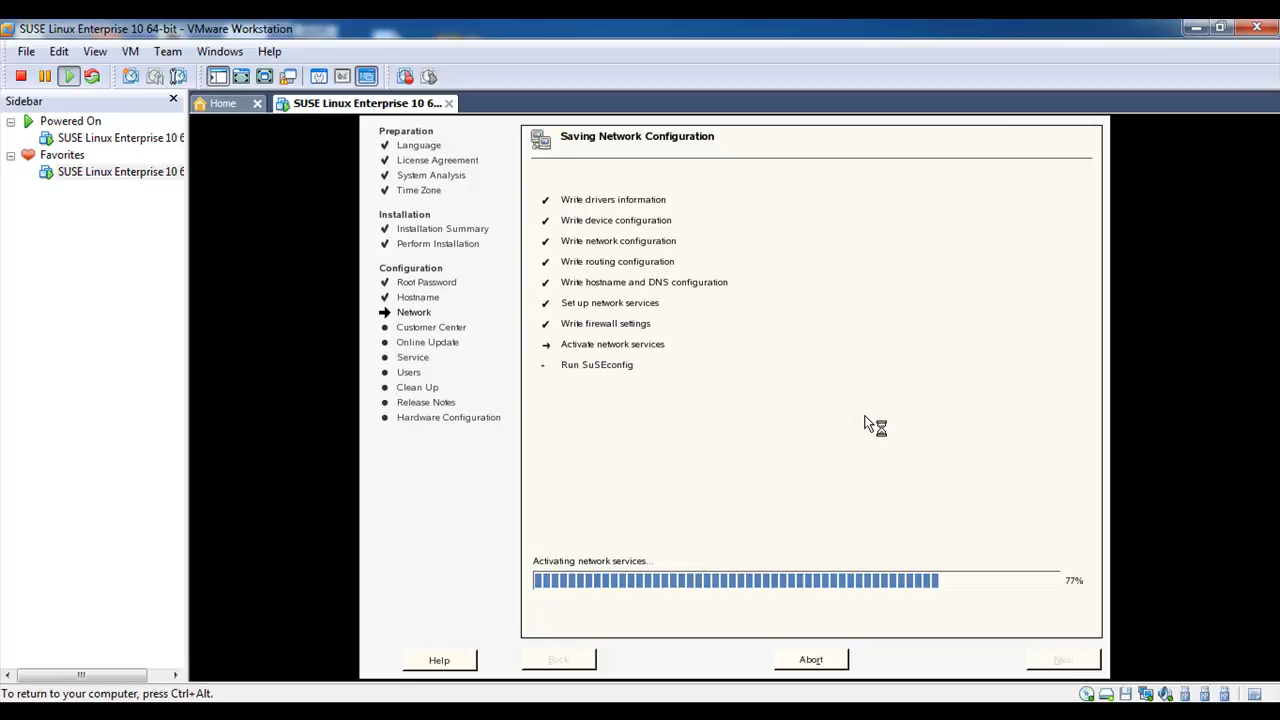 SUSE Linux Enterprise 10 64-bit - VMware Workstation
File Edit View VM Team Windows Help
Sidebar
Home
SUSE Linux Enterprise 10 6...
Powered On
SUSE Linux Enterprise 10 6
Favorites
SUSE Linux Enterprise 10 6
Preparation
Language
License Agreement
System Analysis
Time Zone
Installation
Installation Summary
Perform Installation
Configuration
Root Password
Hostname
Network
Customer Center
Online Update
Service
Users
Clean Up
Release Notes
Hardware Configuration
Saving Network Configuration
Write drivers information
Write device configuration
Write network configuration
Write routing configuration
Write hostname and DNS configuration
Set up network services
Write firewall settings
Activate network services
- Run SuSEconfig
Activating network services...
77%
Help Back Abort Next
To return to your computer, press Ctrl+Alt.